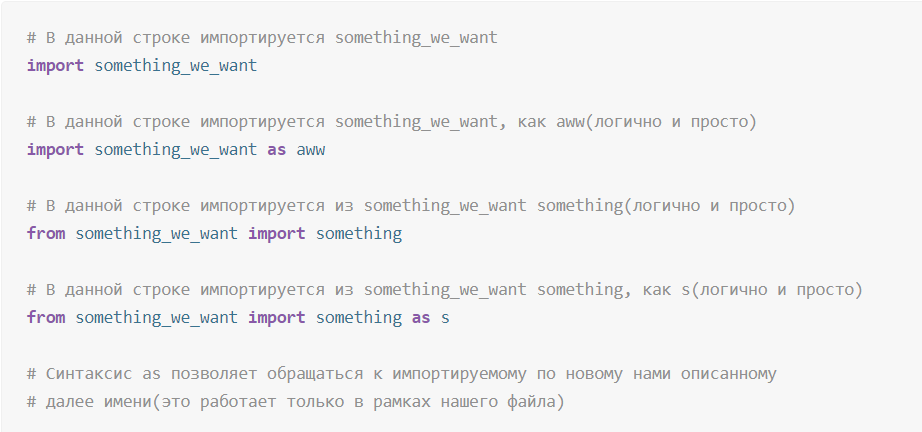 # В данной строке импортируется something_we_want
import something_we_want
# В данной строке импортируется something_we_want, как aww(логично и просто)
import something_we_want as aww
# В данной строке импортируется из something_we_want something(логично и просто)
from something_we_want import something
# В данной строке импортируется из something_we_want something, как s(логично и просто)
from something_we_want import something as s
# Синтаксис as позволяет обращаться к импортируемому по новому нами описанному
# далее имени(это работает только в рамках нашего файла)